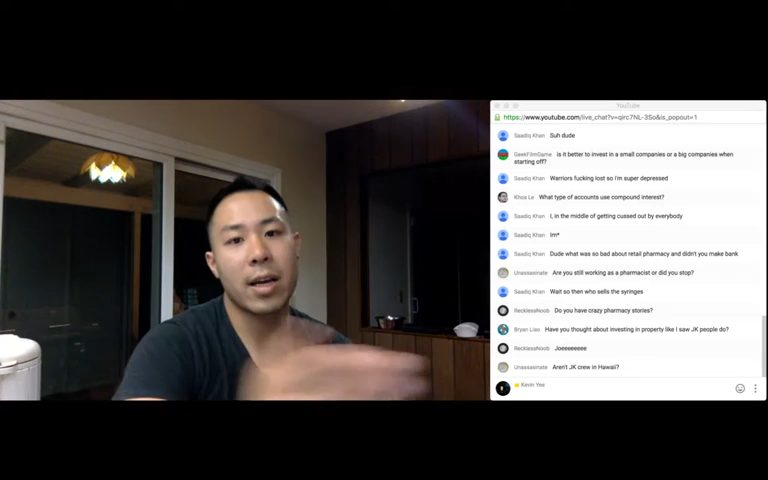 YouTube
https://www.youtube.com/live_chat?v=qirc7NL-3So&is_popout=1
Saadiq Khan Suh dude
GeekFilmGame is it better to invest in a small companies or a big companies when
starting off?
Saadiq Khan Warriors fucking lost so i'm super depressed
Khoa Le What type of accounts use compound interest?
Saadiq Khan I, in the middle of getting cussed out by everybody
Saadiq Khan Im*
Saadiq Khan Dude what was so bad about retail pharmacy and didn't you make bank
Unassasinate Are you still working as a pharmacist or did you stop?
Saadiq Khan Wait so then who sells the syringes
RecklessNoob Do you have crazy pharmacy stories?
Bryan Liao Have you thought about investing in property like I saw JK people do?
RecklessNoob Joeeeeeeee
Unassasinate Aren't JK crew in Hawaii?
Kevin Yee